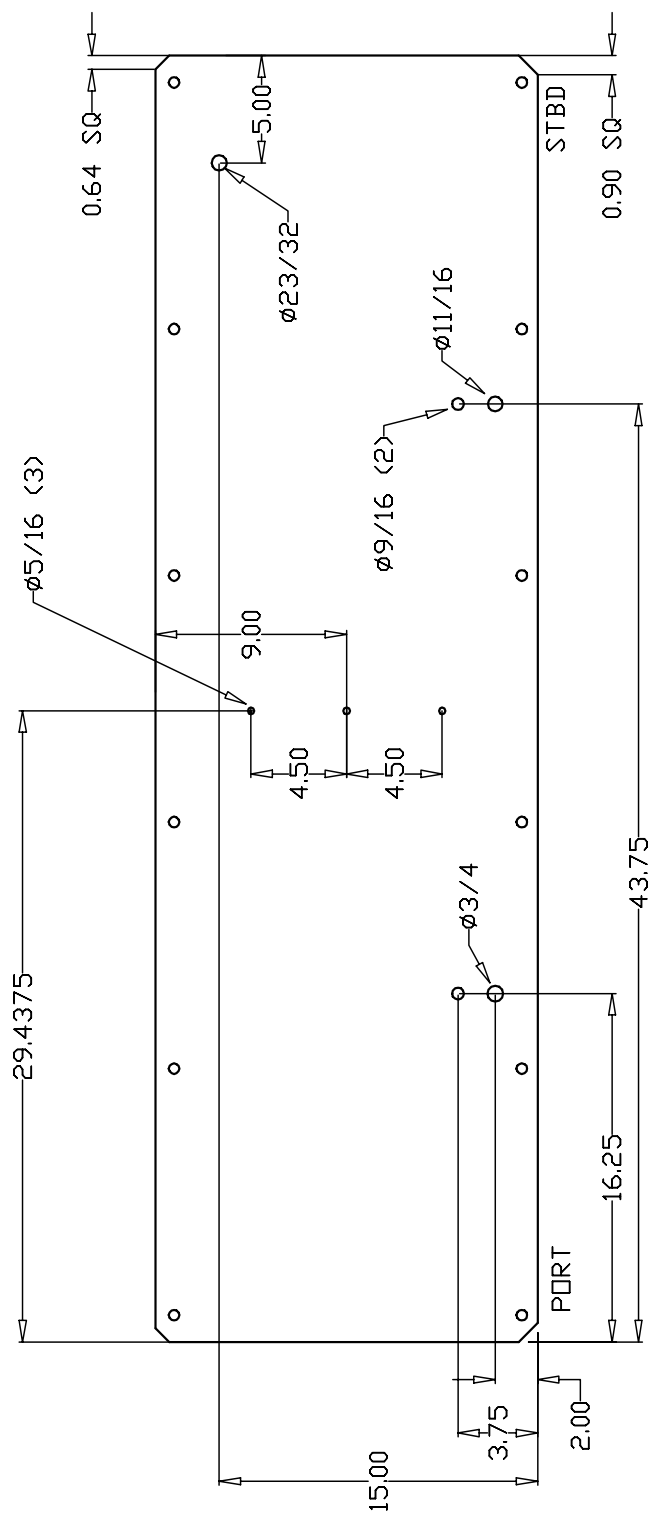 0.64 SQ
5.00
STBD
0.90 SQ
ø23/32
ø11/16
ø9/16 (2)
ø5/16 (3)
9.00
4.50
4.50
29.4375
43.75
ø3/4
16.25
PORT
3.75
2.00
15.00